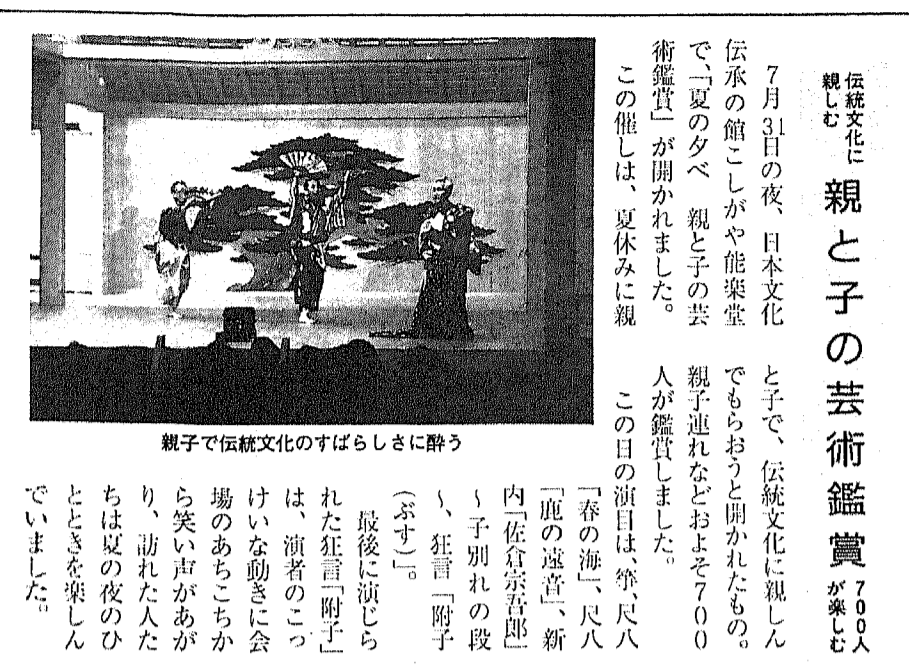 伝統文化に
親しむ
親と子の芸術鑑賞
700人
が楽しむ
7月31日の夜、日本文化
伝承の館こしがや能楽堂
で、「夏の夕べ　親と子の芸
術鑑賞」が開かれました。
この催しは、夏休みに親
と子で、伝統文化に親しん
でもらおうと開かれたもの。
親子連れなどおよそ700
人が鑑賞しました。
この日の演目は、箏、尺八
「春の海」、尺八
「鹿の遠音」、新
内「佐倉宗吾郎
〜子別れの段
〜、狂言「附子
(ぶす)」。
最後に演じら
れた狂言「附子」
は、演者のこっ
けいな動きに会
場のあちこちか
ら笑い声があが
り、訪れた人た
ちは夏の夜のひ
とときを楽しん
でいました。
親子で伝統文化のすばらしさに酔う